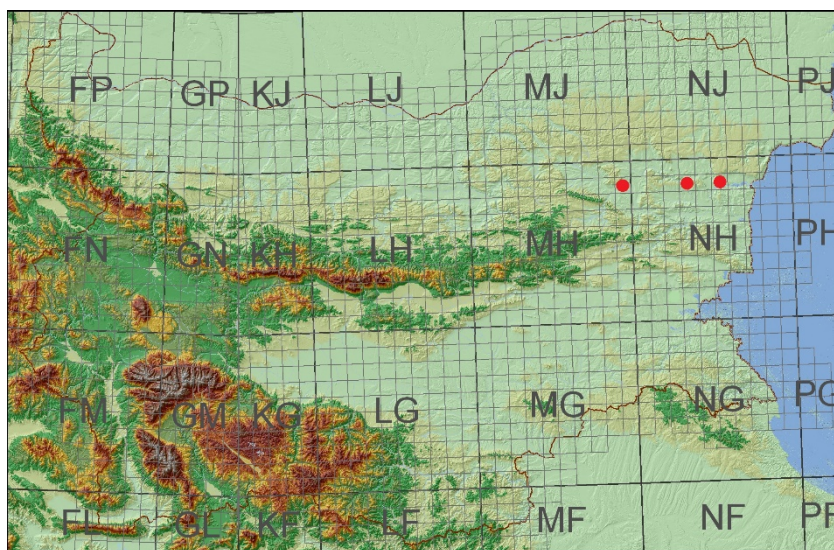 FP GP KJ LJ MJ NJ PJ
FN GN KH LH MH NH PH
FM GM KG LG MG NG PG
FL GL KF LF MF NF PF